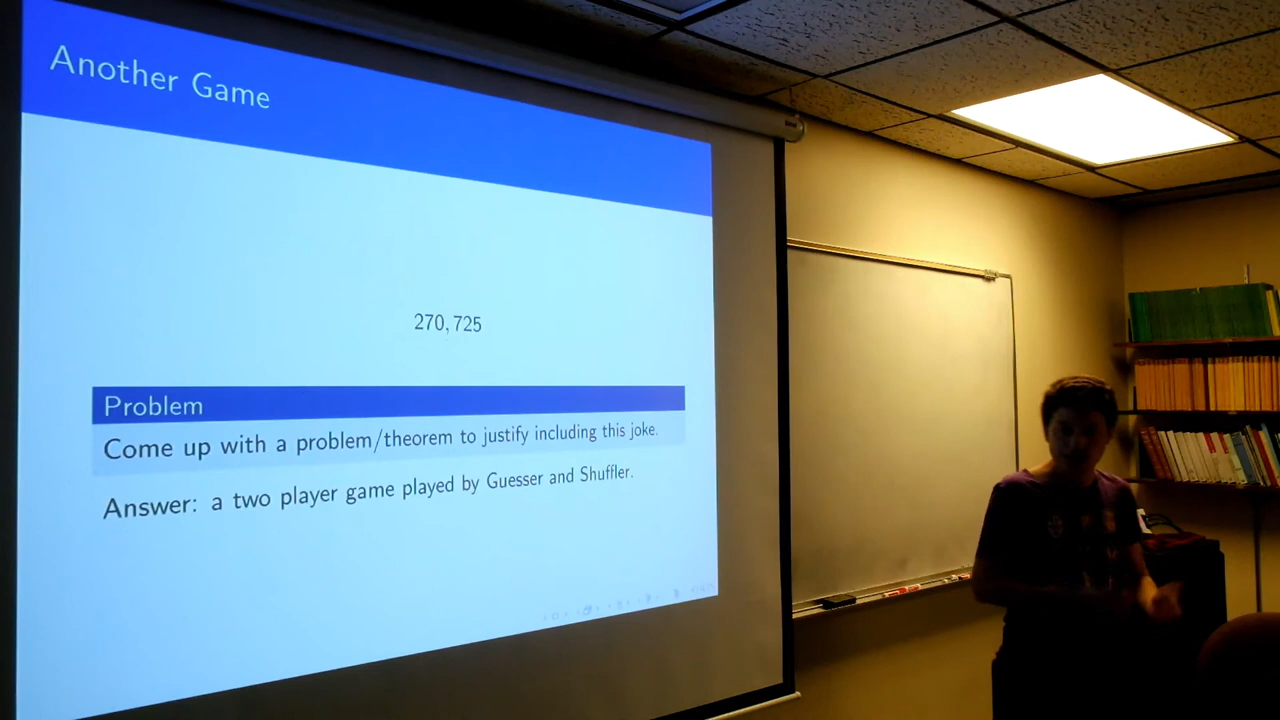 Another Game
270, 725
Problem
Come up with a problem/theorem to justify including this joke.
Answer: a two player game played by Guesser and Shuffler.